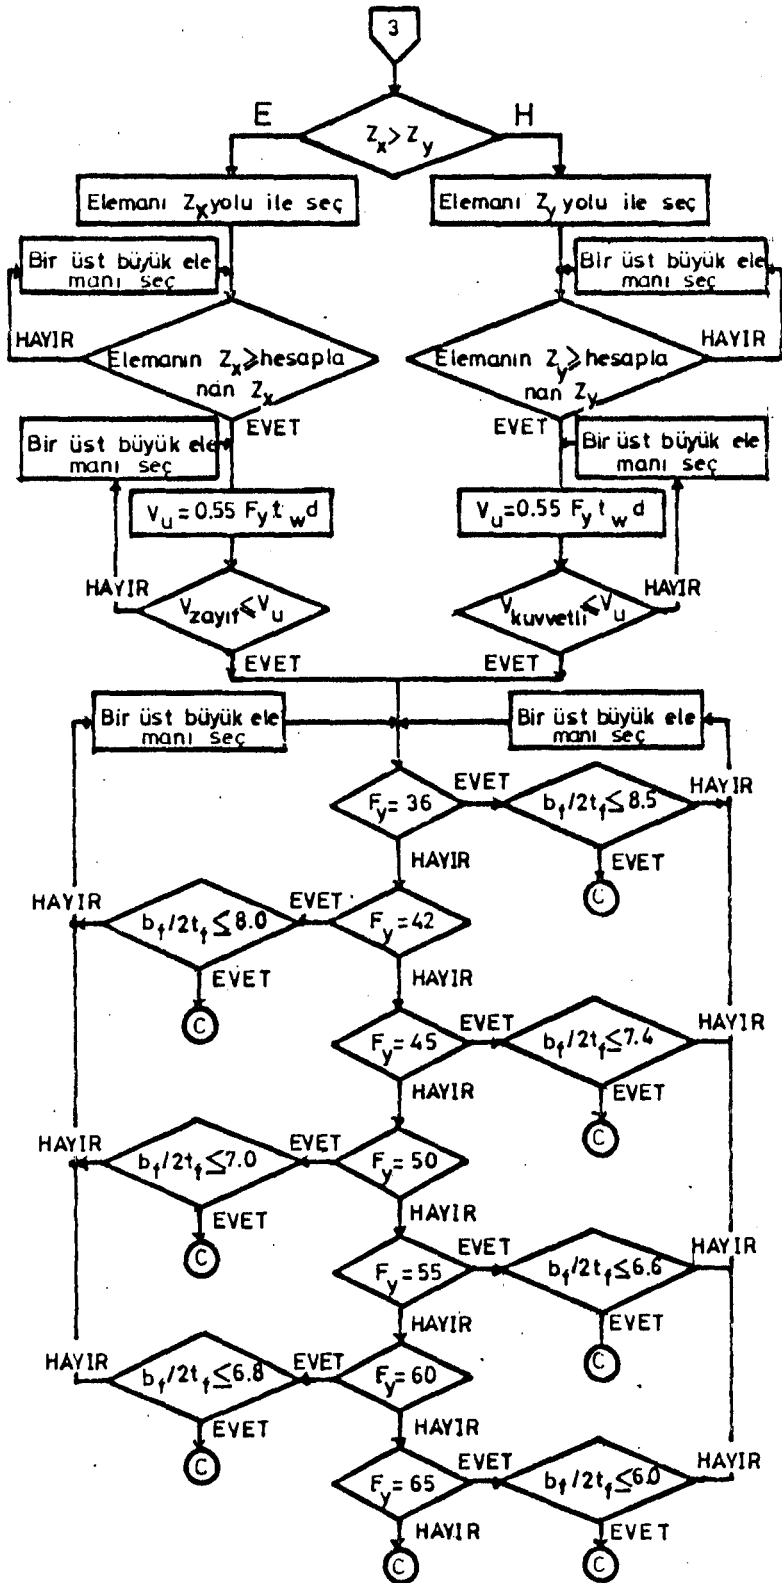 3
E
H
Z_x > Z_y
Elemanı Z_x yolu ile seç
Elemanı Z_y yolu ile seç
Bir üst büyük ele
manı seç
Bir üst büyük ele
manı seç
HAYIR
HAYIR
Elemanın Z_x ⩾ hesapla
nan Z_x
Elemanın Z_y ⩾ hesapla
nan Z_y
EVET
EVET
Bir üst büyük ele
manı seç
Bir üst büyük ele
manı seç
V_u = 0.55 F_y t_w d
V_u = 0.55 F_y t_w d
HAYIR
HAYIR
V_zayıf ⩽ V_u
V_kuvvetli ⩽ V_u
EVET
EVET
Bir üst büyük ele
manı seç
Bir üst büyük ele
manı seç
F_y = 36
EVET
b_f/2t_f ≤ 8.5
HAYIR
HAYIR
EVET
C
HAYIR
b_f/2t_f ≤ 8.0
EVET
F_y = 42
EVET
HAYIR
C
F_y = 45
EVET
b_f/2t_f ≤ 7.4
HAYIR
HAYIR
EVET
C
HAYIR
b_f/2t_f ≤ 7.0
EVET
F_y = 50
EVET
HAYIR
C
F_y = 55
EVET
b_f/2t_f ≤ 6.6
HAYIR
HAYIR
EVET
C
HAYIR
b_f/2t_f ≤ 6.8
EVET
F_y = 60
EVET
HAYIR
C
F_y = 65
EVET
b_f/2t_f ≤ 6.0
HAYIR
HAYIR
EVET
C
C